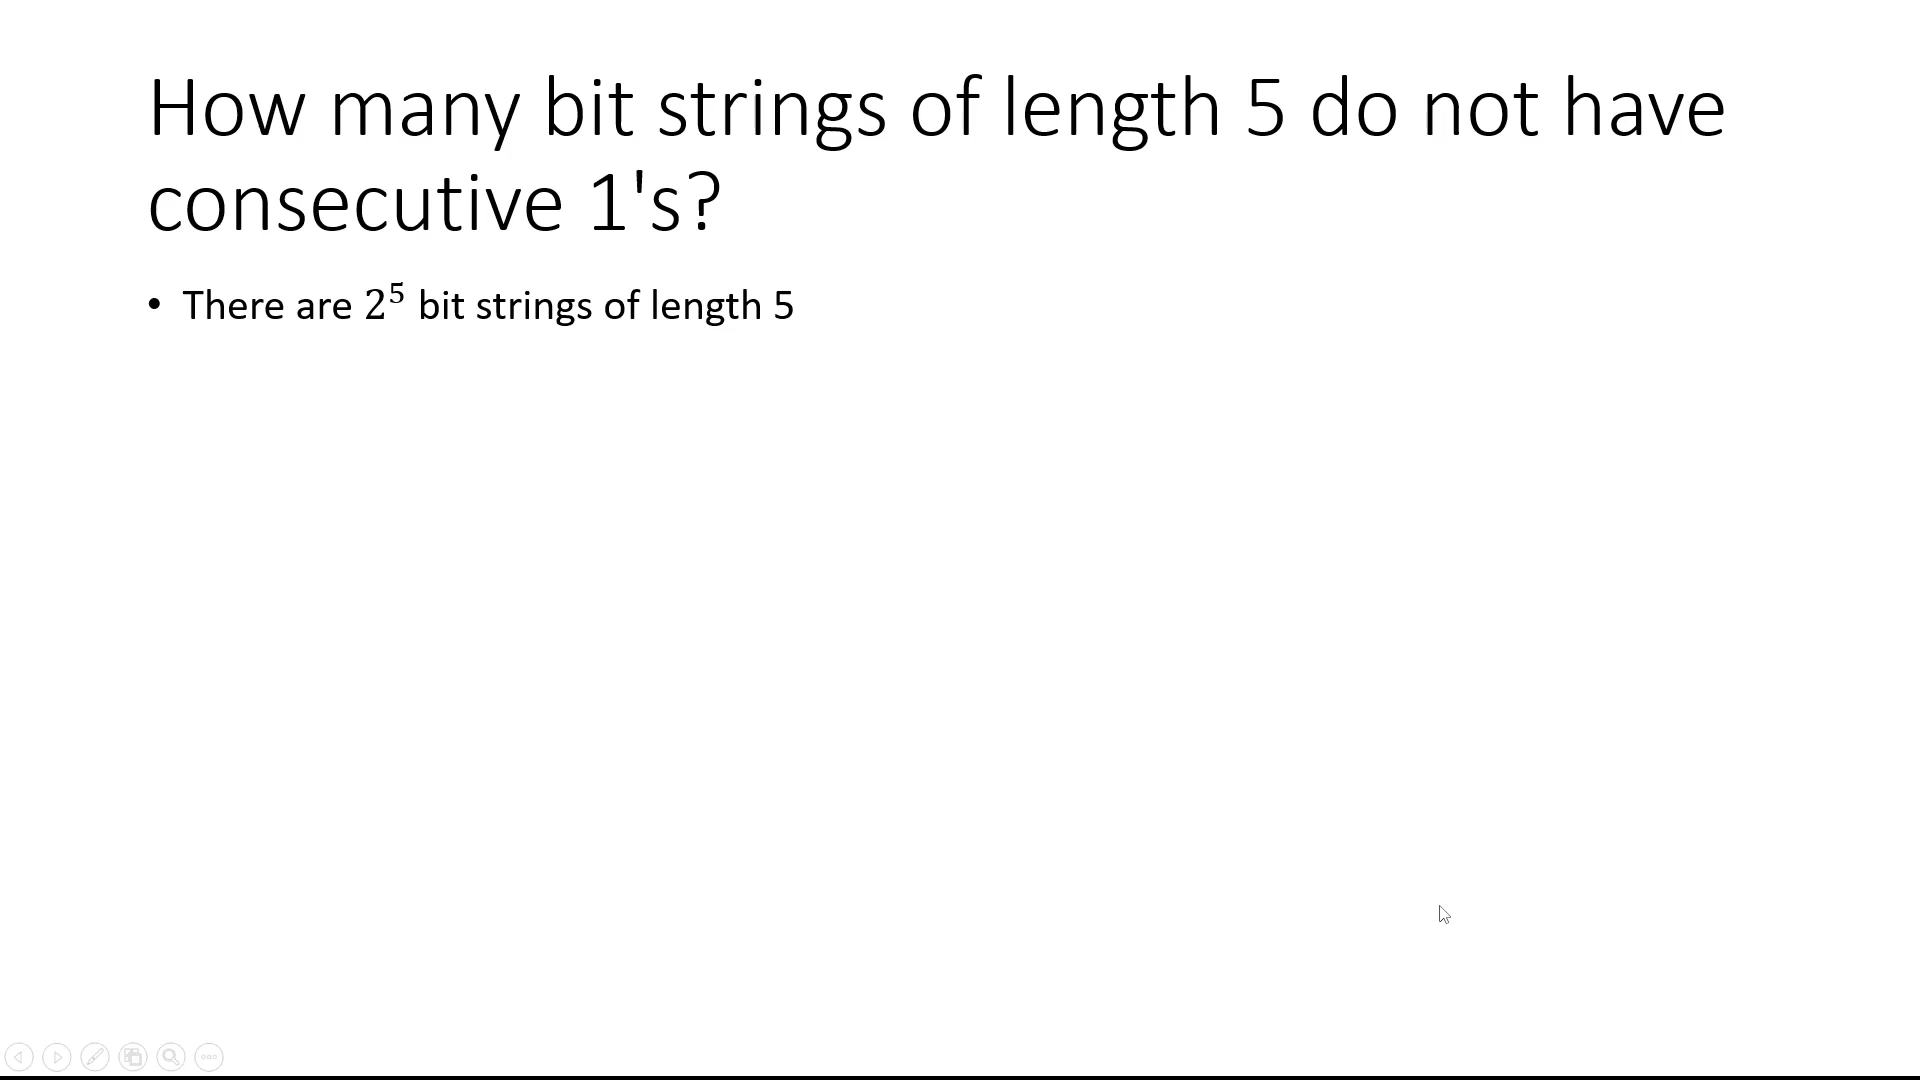 How many bit strings of length 5 do not have
consecutive 1's?
• There are 2⁵ bit strings of length 5